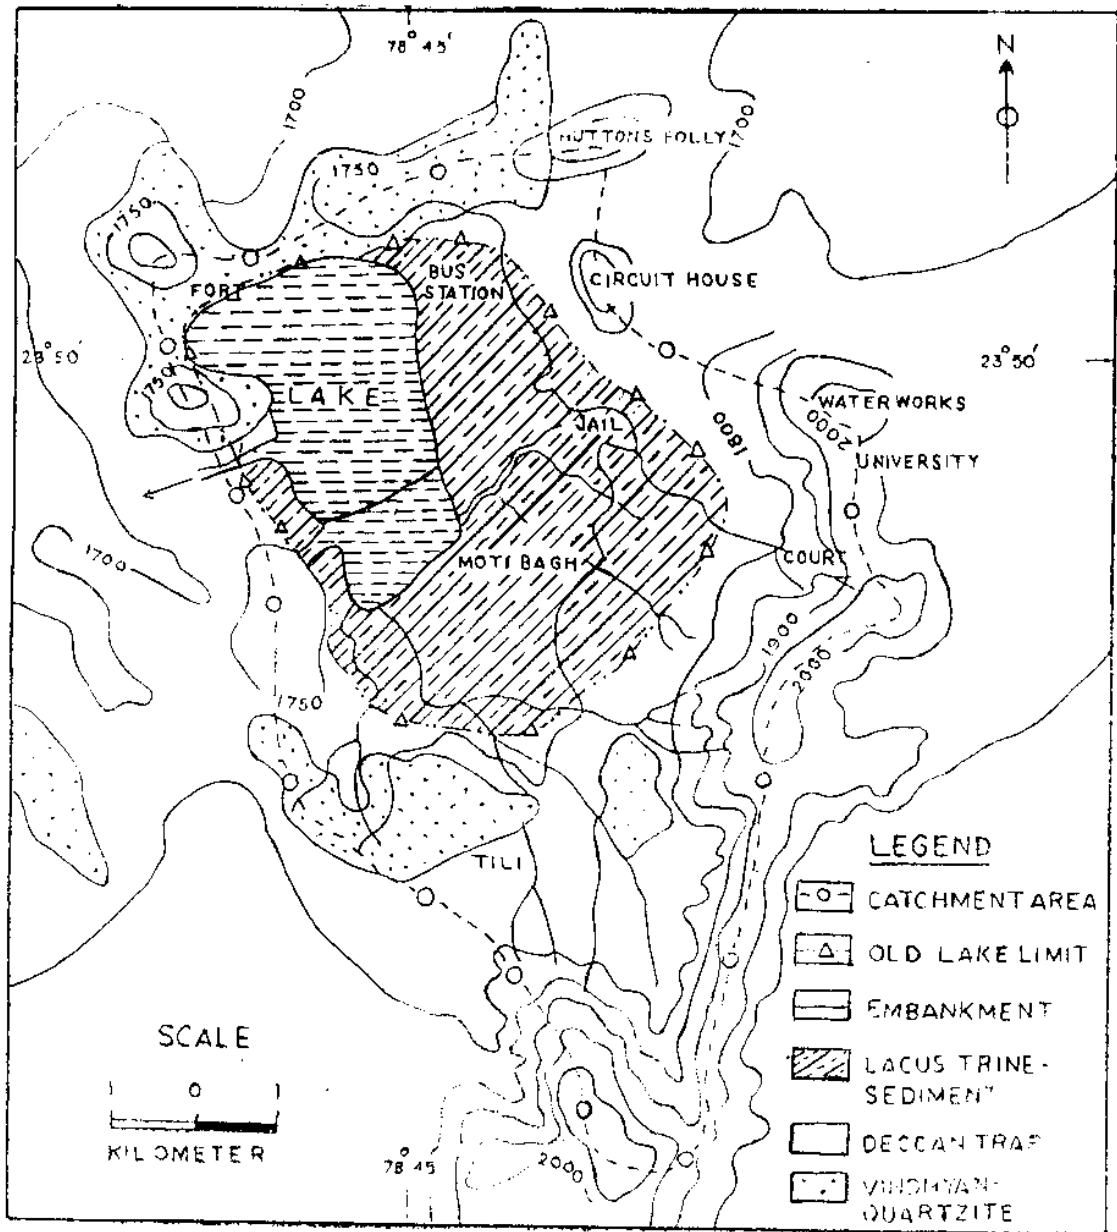 78°45'
N
1700
1700
HUTTONS FOLLY
1750
1750
FORT
BUS
STATION
CIRCUIT HOUSE
23°50'
23°50'
1750
LAKE
JAIL
WATER WORKS
2000
1800
UNIVERSITY
1700
MOTI BAGH
COURT
1900
2000
1750
TILI
LEGEND
CATCHMENT AREA
OLD LAKE LIMIT
EMBANKMENT
LACUS TRINE-
SEDIMENT
DECCAN TRAP
VINDHYAN-
QUARTZITE
SCALE
1 0 1
KILOMETER
78°45
2000